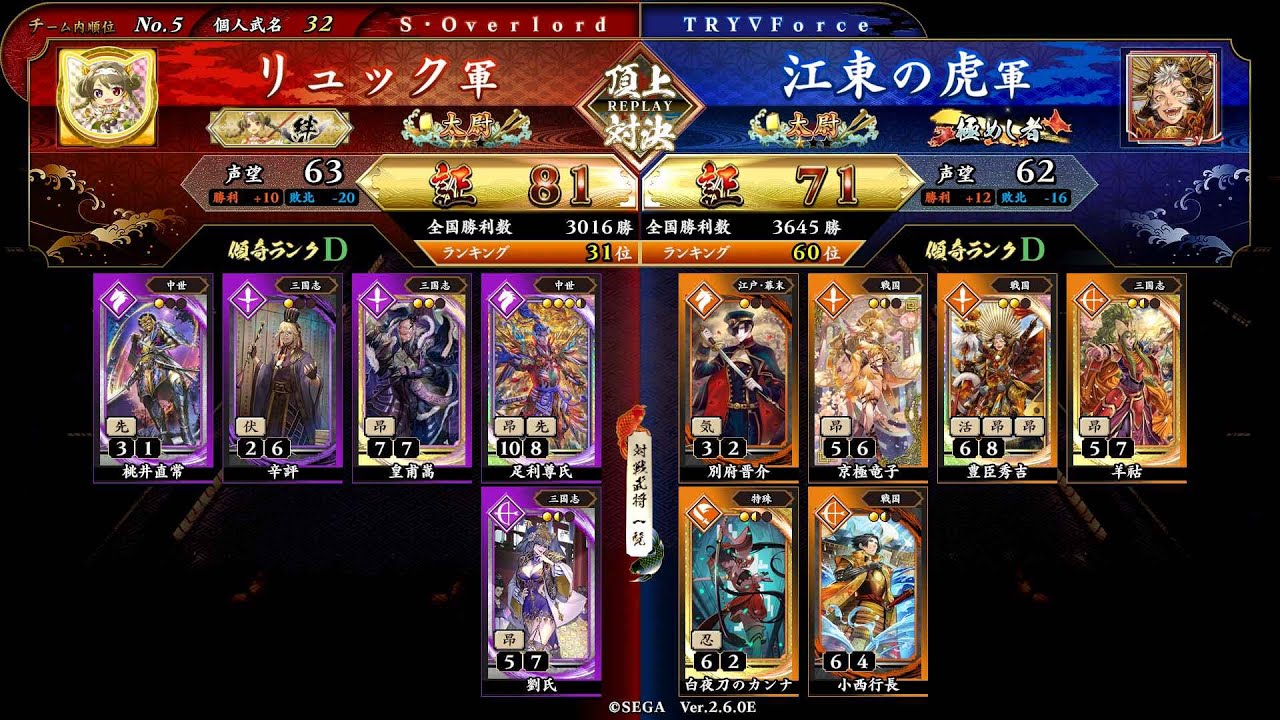 チーム内順位 No.5 個人武名 32 S・Overlord TRY∇Force
リュック軍 頂上 REPLAY 対決 江東の虎軍
絆 太尉 太尉 極めし者
声望 63 証 81 証 71 声望 62
勝利 +10 敗北 -20 勝利 +12 敗北 -16
全国勝利数 3016勝 全国勝利数 3645勝
傾奇ランクD ランキング 31位 ランキング 60位 傾奇ランクD
中世 三国志 三国志 中世 江戸・幕末 戦国 戦国 三国志
先 伏 昂 昂 先 気 昂 活 昂 昂 昂
3 1 2 6 7 7 10 8 3 2 5 6 6 8 5 7
桃井直常 辛評 皇甫嵩 足利尊氏 別府晋介 京極竜子 豊臣秀吉 羊祜
対戦武将一覧
三国志 特殊 戦国
昂 忍
5 7 6 2 6 4
劉氏 白夜刀のカンナ 小西行長
©SEGA Ver.2.6.0E